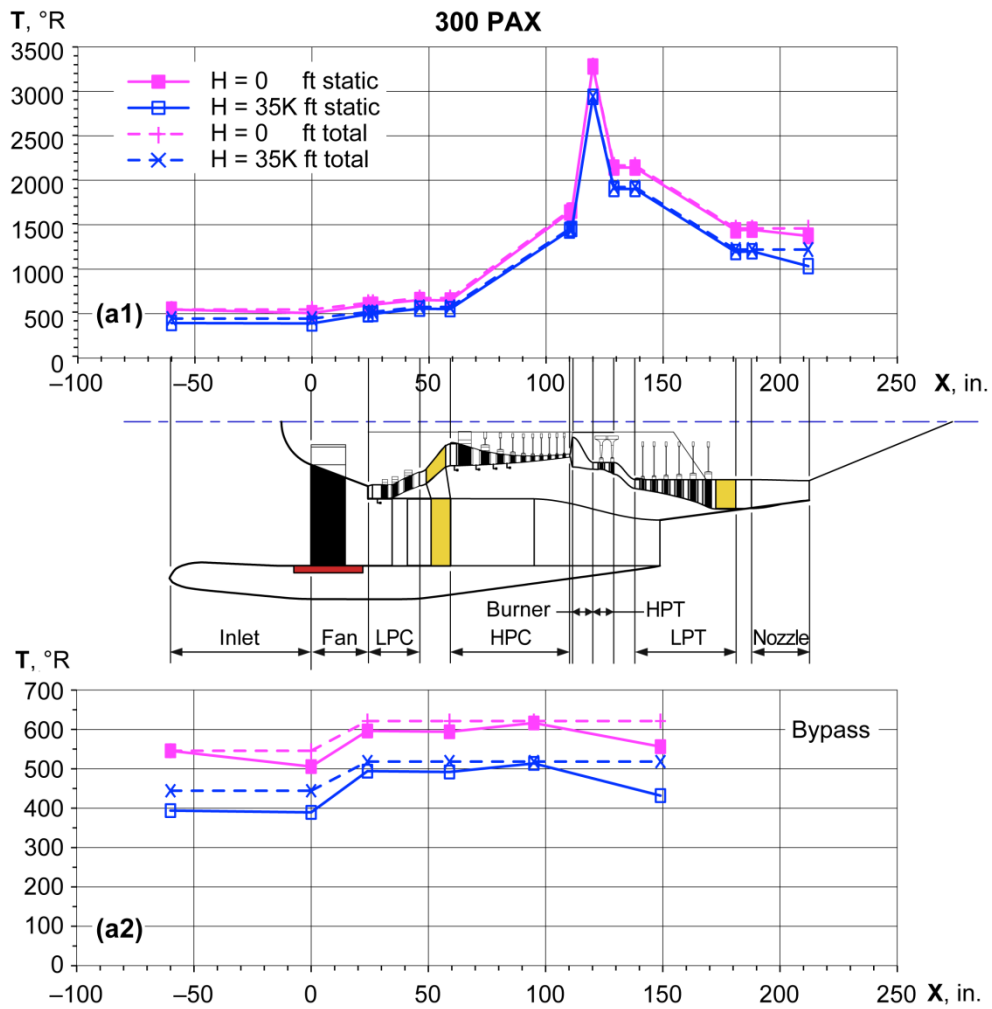 T, °R
300 PAX
3500
3000
2500
2000
1500
1000
500
0
H = 0 ft static
H = 35K ft static
H = 0 ft total
H = 35K ft total
(a1)
–100 –50 0 50 100 150 200 250 X, in.
Burner HPT
Inlet Fan LPC HPC LPT Nozzle
T, °R
700
600
500
400
300
200
100
0
Bypass
(a2)
–100 –50 0 50 100 150 200 250 X, in.